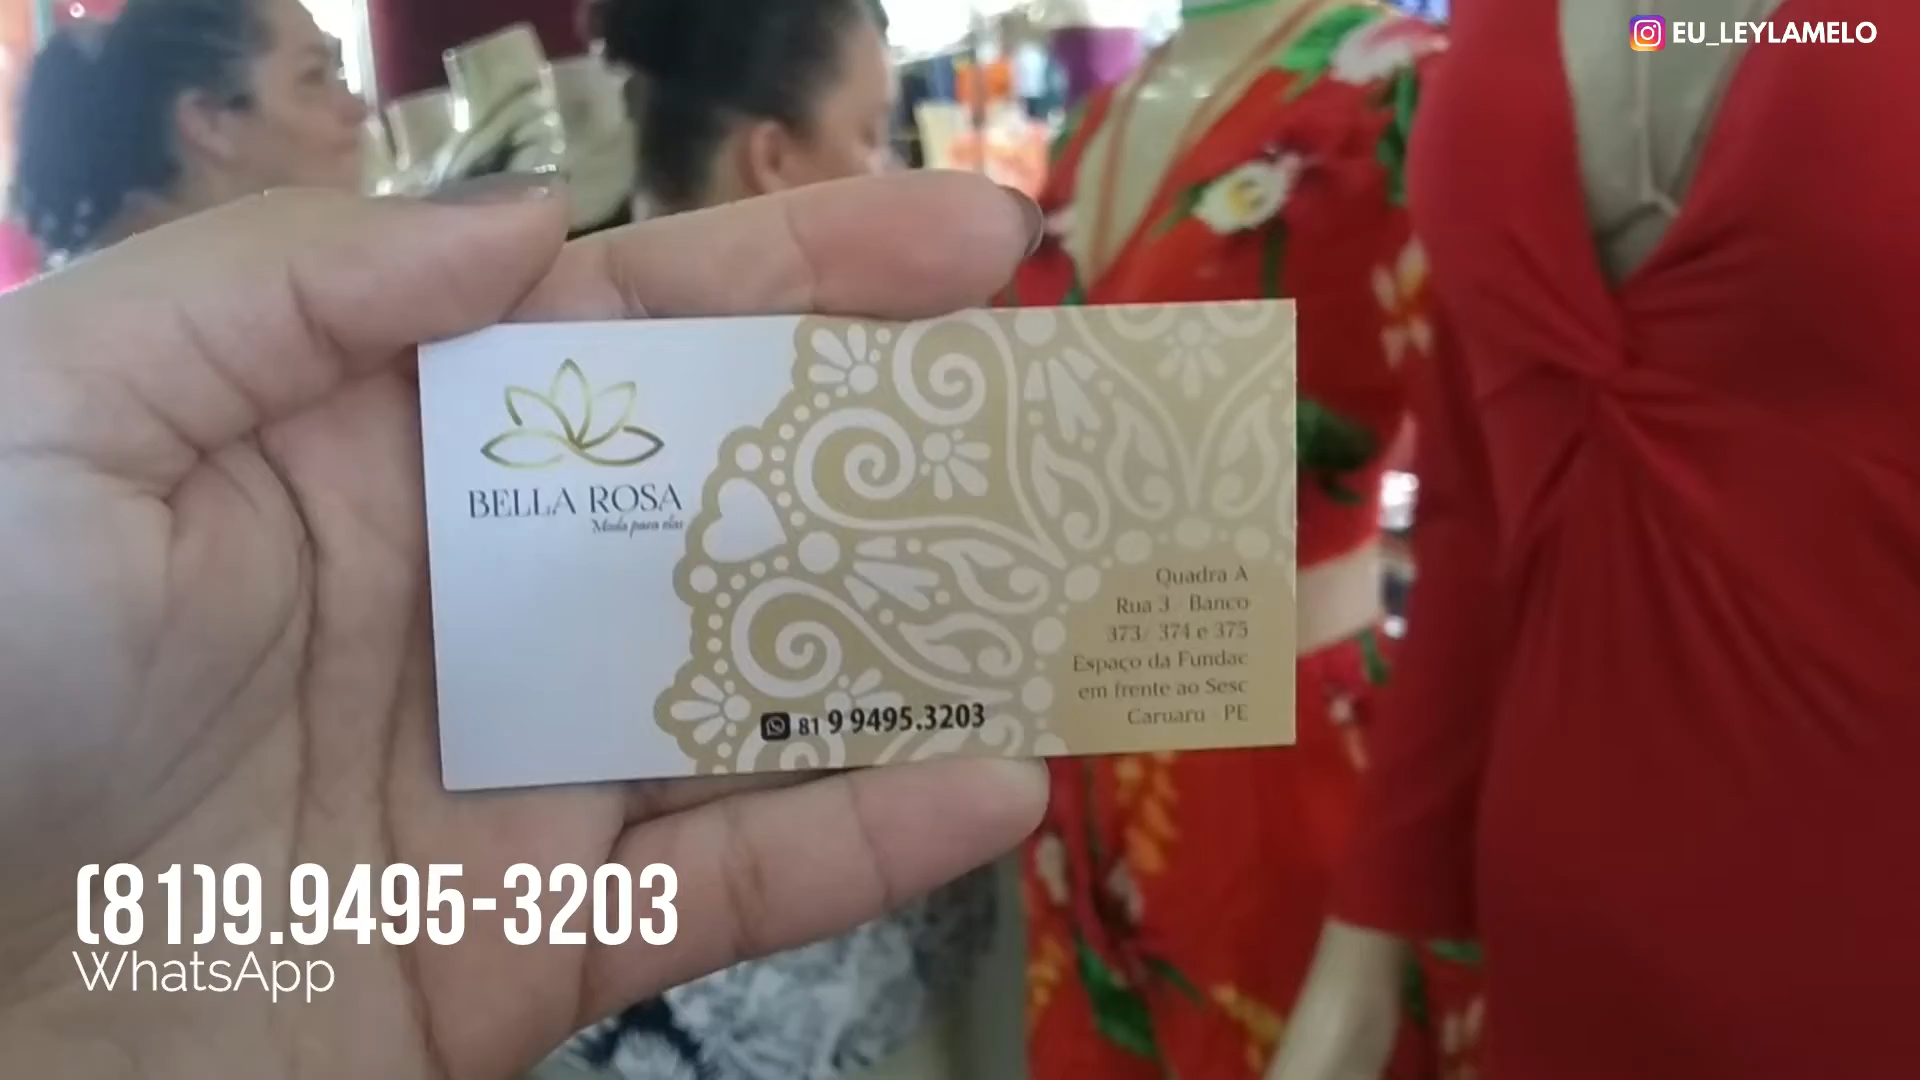 EU_LEYLAMELO
BELLA ROSA
Moda para elas
Quadra A
Rua 3 - Banco
373/ 374 e 375
Espaço da Fundac
em frente ao Sesc
Caruaru - PE
81 9 9495.3203
(81)9.9495-3203
WhatsApp